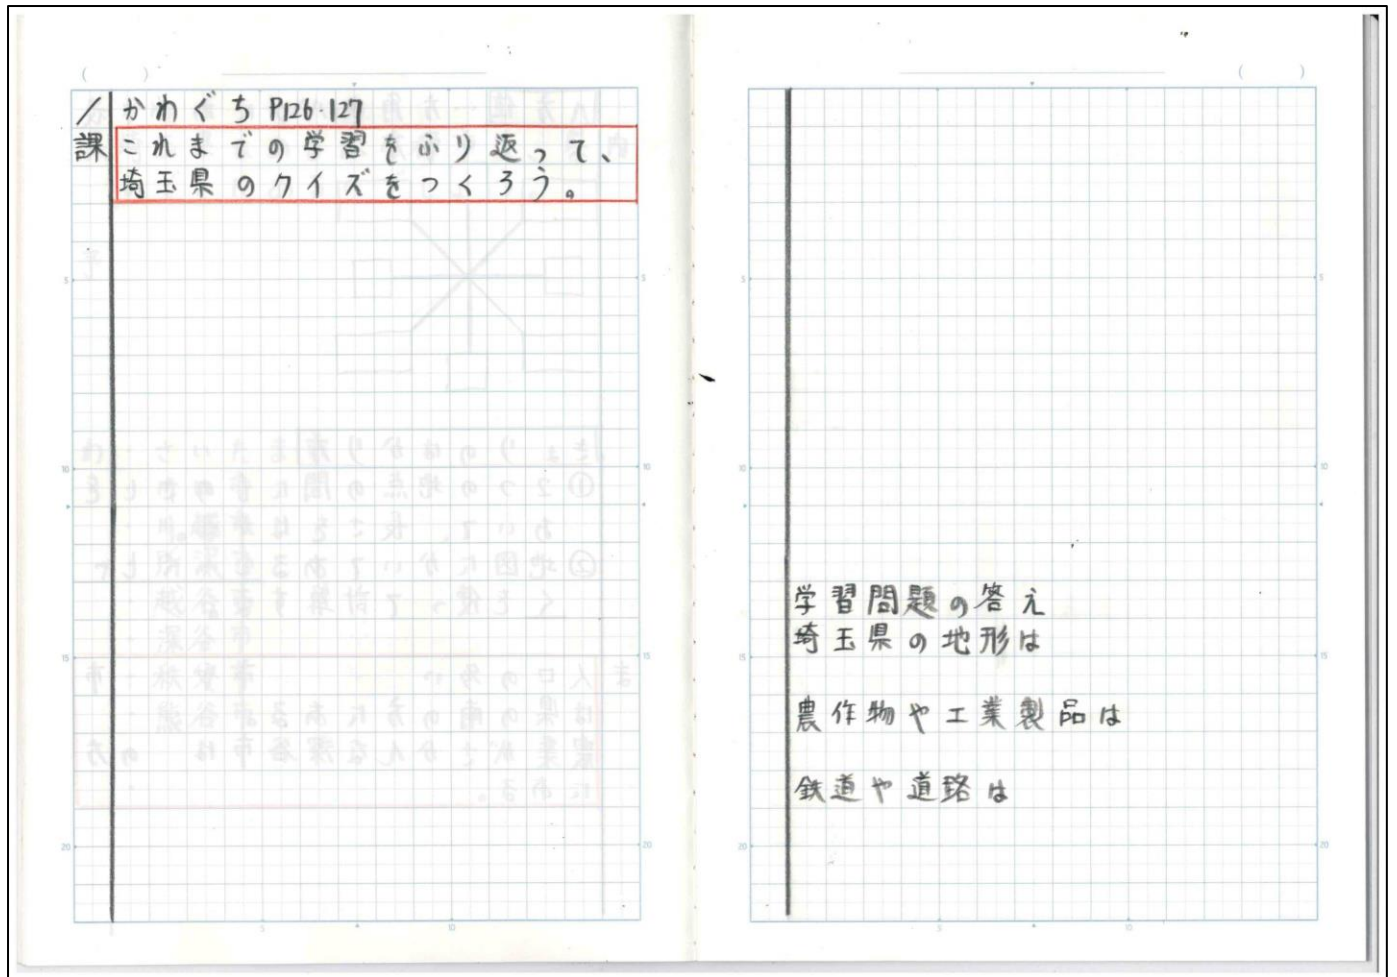 / かわぐち P126・127
課 これまでの学習をふり返って、
埼玉県のクイズをつくろう。
学習問題の答え
埼玉県の地形は
農作物や工業製品は
鉄道や道路は